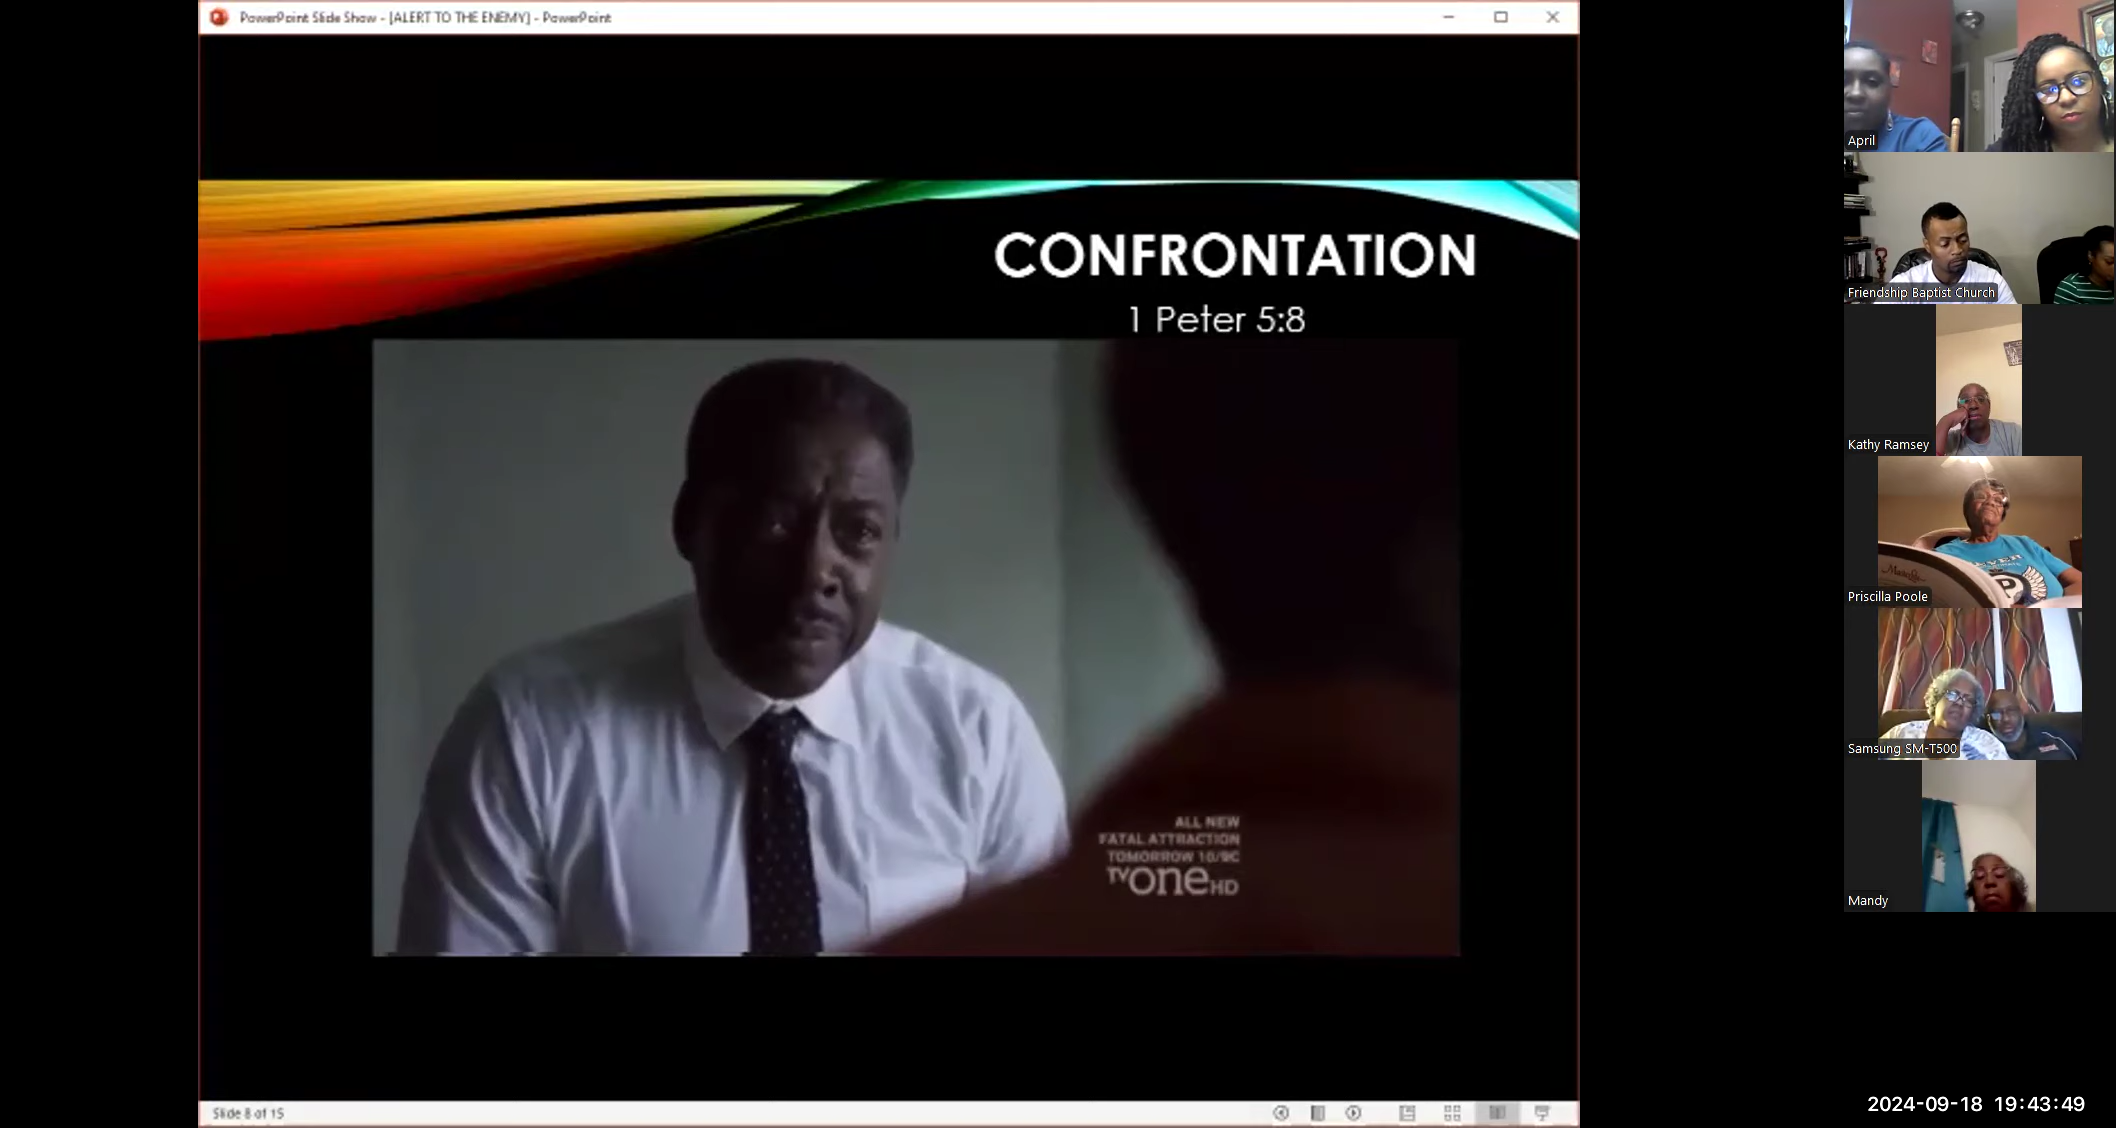 PowerPoint Slide Show - [ALERT TO THE ENEMY] - PowerPoint
CONFRONTATION
1 Peter 5:8
ALL NEW
FATAL ATTRACTION
TOMORROW 10/9C
TV one HD
Slide 8 of 15
April
Friendship Baptist Church
Kathy Ramsey
Priscilla Poole
Samsung SM-T500
Mandy
2024-09-18 19:43:49